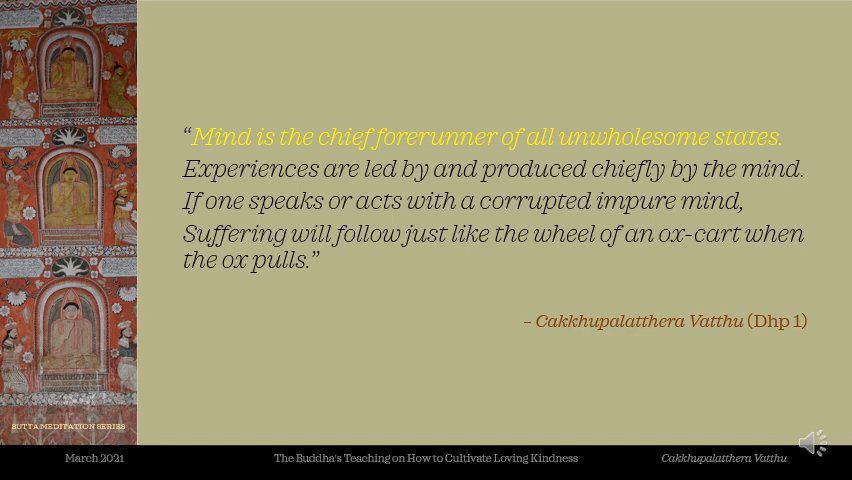 “Mind is the chief forerunner of all unwholesome states.
Experiences are led by and produced chiefly by the mind.
If one speaks or acts with a corrupted impure mind,
Suffering will follow just like the wheel of an ox-cart when
the ox pulls.”
– Cakkhupalatthera Vatthu (Dhp 1)
SUTTA MEDITATION SERIES
March 2021
The Buddha's Teaching on How to Cultivate Loving Kindness
Cakkhupalatthera Vatthu